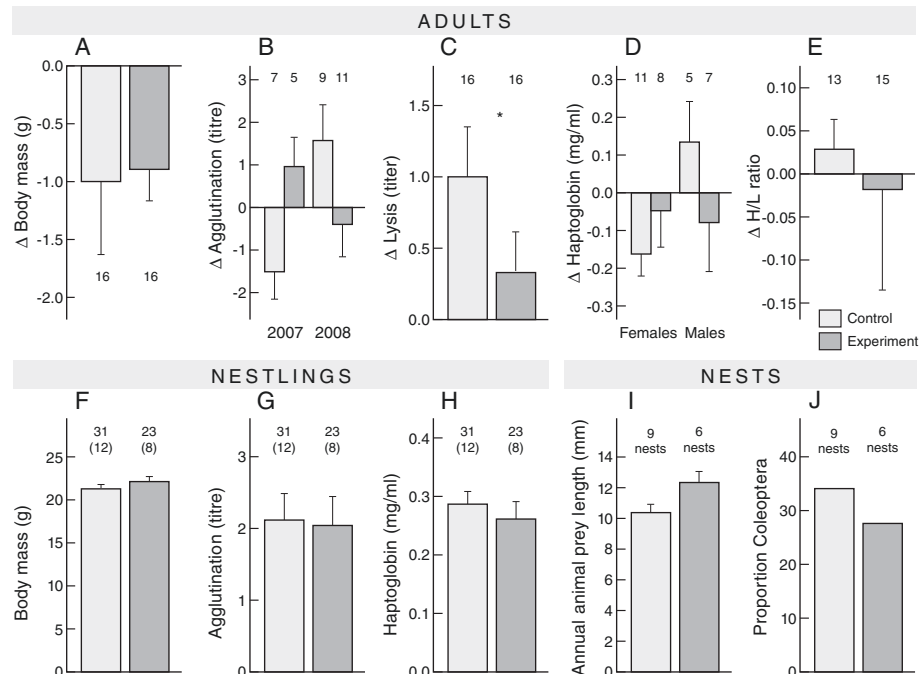 ADULTS
A
Δ Body mass (g)
0.0
-0.5
-1.0
-1.5
-2.0
16 16
B
Δ Agglutination (titre)
7 5 9 11
3
2
1
0
-1
-2
2007 2008
C
Δ Lysis (titer)
16 16
*
1.5
1.0
0.5
0.0
D
Δ Haptoglobin (mg/ml)
11 8 5 7
0.3
0.2
0.1
0.0
-0.1
-0.2
-0.3
Females Males
E
Δ H/L ratio
13 15
0.10
0.05
0.00
-0.05
-0.10
-0.15
Control
Experiment
NESTLINGS
F
Body mass (g)
31 23
(12) (8)
25
20
15
10
5
0
G
Agglutination (titre)
31 23
(12) (8)
3
2
1
0
H
Haptoglobin (mg/ml)
31 23
(12) (8)
0.4
0.3
0.2
0.1
0.0
NESTS
I
Annual animal prey length (mm)
9 6
nests nests
14
12
10
8
6
4
2
0
J
Proportion Coleoptera
9 6
nests nests
40
30
20
10
0